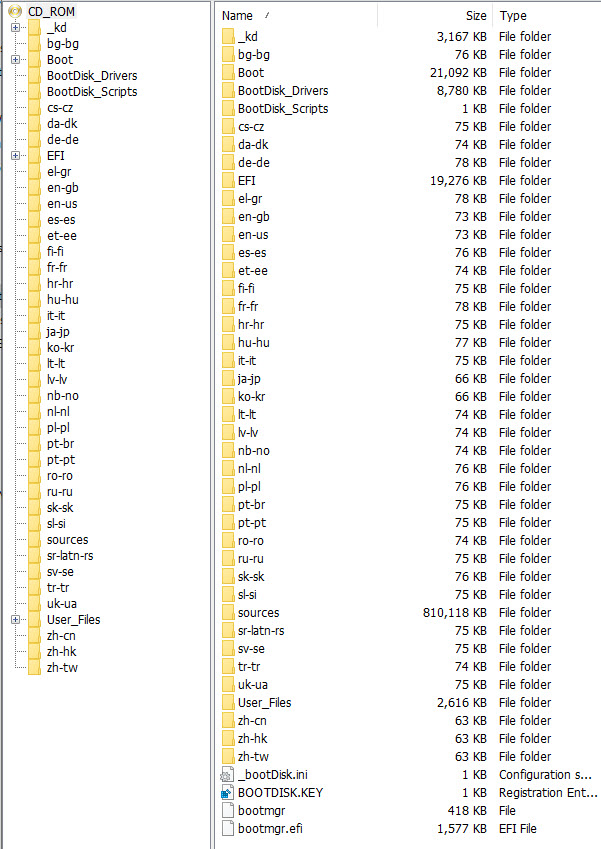 CD_ROM
_kd
bg-bg
Boot
BootDisk_Drivers
BootDisk_Scripts
cs-cz
da-dk
de-de
EFI
el-gr
en-gb
en-us
es-es
et-ee
fi-fi
fr-fr
hr-hr
hu-hu
it-it
ja-jp
ko-kr
lt-lt
lv-lv
nb-no
nl-nl
pl-pl
pt-br
pt-pt
ro-ro
ru-ru
sk-sk
sl-si
sources
sr-latn-rs
sv-se
tr-tr
uk-ua
User_Files
zh-cn
zh-hk
zh-tw
Name Size Type
_kd 3,167 KB File folder
bg-bg 76 KB File folder
Boot 21,092 KB File folder
BootDisk_Drivers 8,780 KB File folder
BootDisk_Scripts 1 KB File folder
cs-cz 75 KB File folder
da-dk 74 KB File folder
de-de 78 KB File folder
EFI 19,276 KB File folder
el-gr 78 KB File folder
en-gb 73 KB File folder
en-us 73 KB File folder
es-es 76 KB File folder
et-ee 74 KB File folder
fi-fi 75 KB File folder
fr-fr 78 KB File folder
hr-hr 75 KB File folder
hu-hu 77 KB File folder
it-it 75 KB File folder
ja-jp 66 KB File folder
ko-kr 66 KB File folder
lt-lt 74 KB File folder
lv-lv 74 KB File folder
nb-no 74 KB File folder
nl-nl 76 KB File folder
pl-pl 76 KB File folder
pt-br 75 KB File folder
pt-pt 75 KB File folder
ro-ro 74 KB File folder
ru-ru 75 KB File folder
sk-sk 76 KB File folder
sl-si 75 KB File folder
sources 810,118 KB File folder
sr-latn-rs 75 KB File folder
sv-se 75 KB File folder
tr-tr 74 KB File folder
uk-ua 75 KB File folder
User_Files 2,616 KB File folder
zh-cn 63 KB File folder
zh-hk 63 KB File folder
zh-tw 63 KB File folder
_bootDisk.ini 1 KB Configuration s...
BOOTDISK.KEY 1 KB Registration Ent...
bootmgr 418 KB File
bootmgr.efi 1,577 KB EFI File